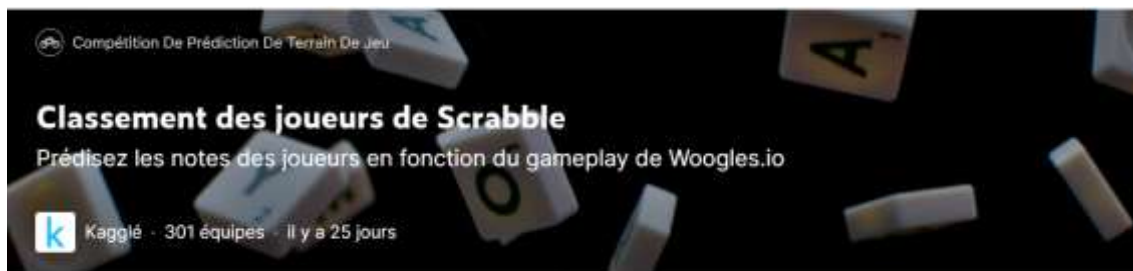 Compétition De Prédiction De Terrain De Jeu
Classement des joueurs de Scrabble
Prédisez les notes des joueurs en fonction du gameplay de Woogles.io
k Kagglé · 301 équipes · il y a 25 jours
A
A
Y
O